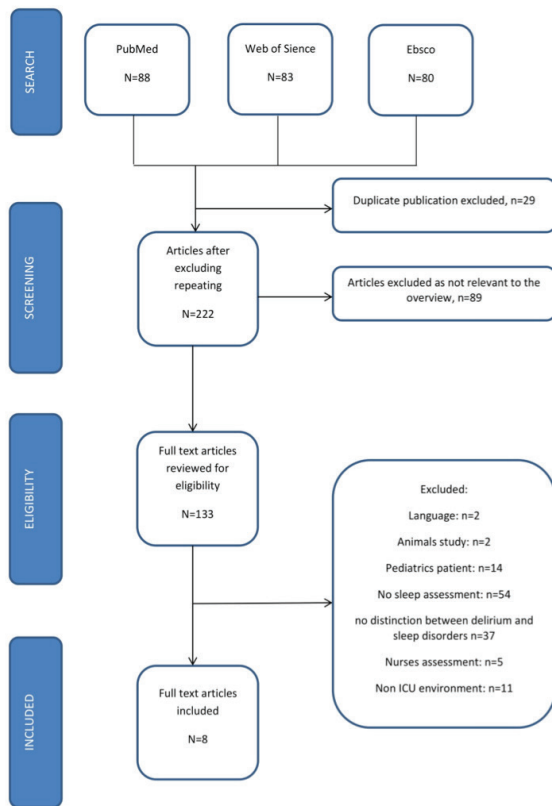 SEARCH
PubMed
N=88
Web of Sience
N=83
Ebsco
N=80
Duplicate publication excluded, n=29
SCREENING
Articles after
excluding
repeating
N=222
Articles excluded as not relevant to the
overview, n=89
ELIGIBILITY
Full text articles
reviewed for
eligibility
N=133
Excluded:
Language: n=2
Animals study: n=2
Pediatrics patient: n=14
No sleep assessment: n=54
no distinction between delirium and
sleep disorders n=37
Nurses assessment: n=5
Non ICU environment: n=11
INCLUDED
Full text articles
included
N=8